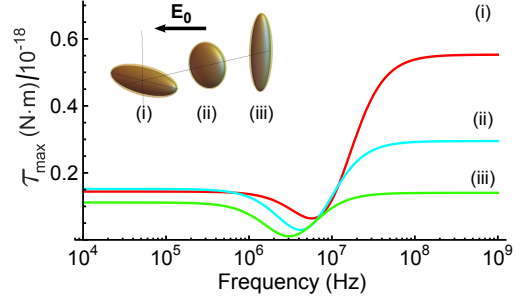 E₀
(i)
(ii)
(iii)
(i)
(ii)
(iii)
𝒯max (N·m)/10⁻¹⁸
0.6
0.4
0.2
10⁴ 10⁵ 10⁶ 10⁷ 10⁸ 10⁹
Frequency (Hz)